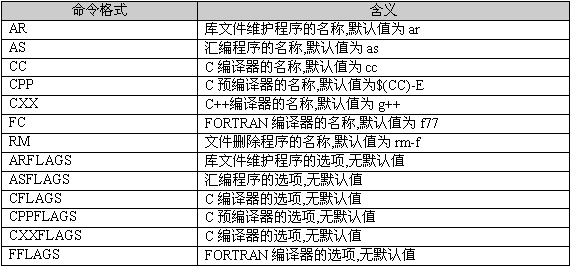 命令格式 含义
AR 库文件维护程序的名称,默认值为 ar
AS 汇编程序的名称,默认值为 as
CC C 编译器的名称,默认值为 cc
CPP C 预编译器的名称,默认值为$(CC)-E
CXX C++编译器的名称,默认值为 g++
FC FORTRAN 编译器的名称,默认值为 f77
RM 文件删除程序的名称,默认值为 rm-f
ARFLAGS 库文件维护程序的选项,无默认值
ASFLAGS 汇编程序的选项,无默认值
CFLAGS C 编译器的选项,无默认值
CPPFLAGS C 预编译的选项,无默认值
CXXFLAGS C 编译器的选项,无默认值
FFLAGS FORTRAN 编译器的选项,无默认值